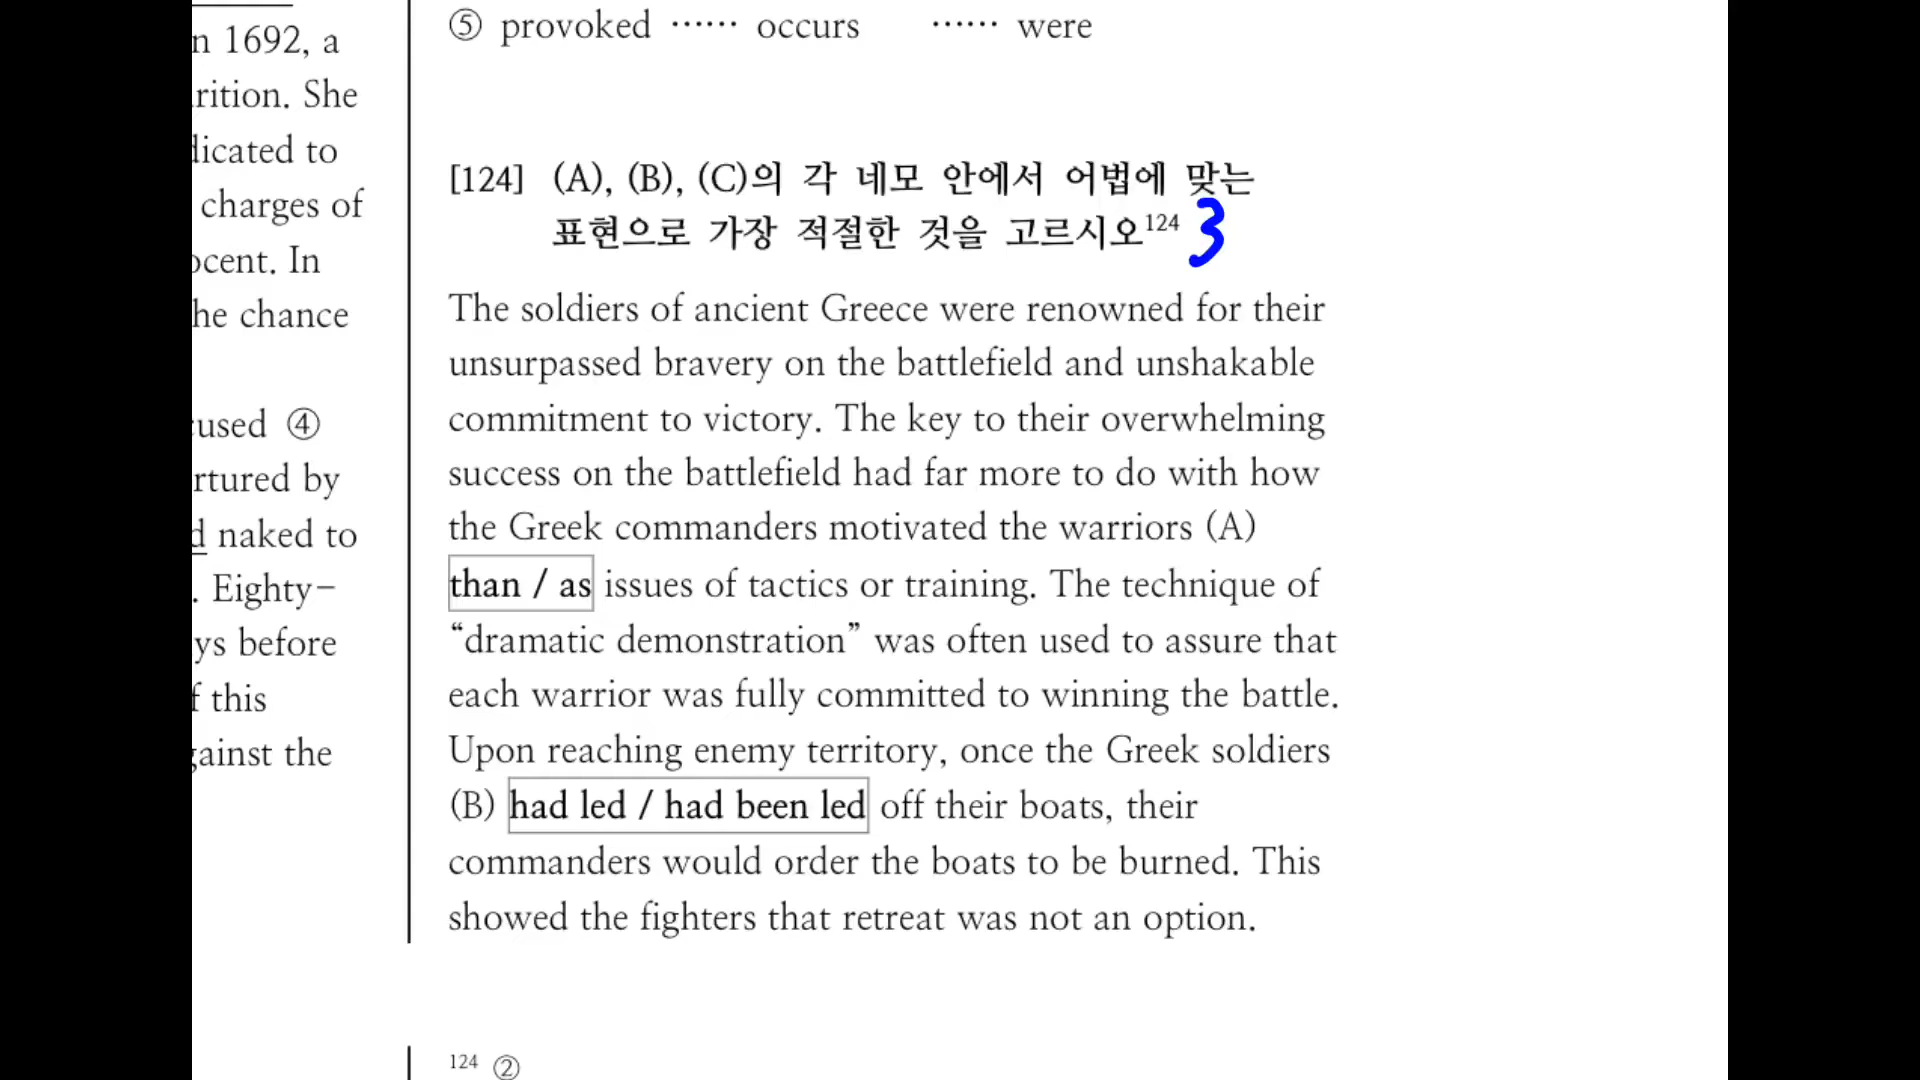 n 1692, a
rition. She
dicated to
charges of
ocent. In
he chance
cused ④
rtured by
d naked to
. Eighty-
ys before
f this
gainst the
⑤ provoked ⋯⋯ occurs ⋯⋯ were
[124] (A), (B), (C)의 각 네모 안에서 어법에 맞는
표현으로 가장 적절한 것을 고르시오124 3
The soldiers of ancient Greece were renowned for their
unsurpassed bravery on the battlefield and unshakable
commitment to victory. The key to their overwhelming
success on the battlefield had far more to do with how
the Greek commanders motivated the warriors (A)
than / as issues of tactics or training. The technique of
“dramatic demonstration” was often used to assure that
each warrior was fully committed to winning the battle.
Upon reaching enemy territory, once the Greek soldiers
(B) had led / had been led off their boats, their
commanders would order the boats to be burned. This
showed the fighters that retreat was not an option.
124 ②